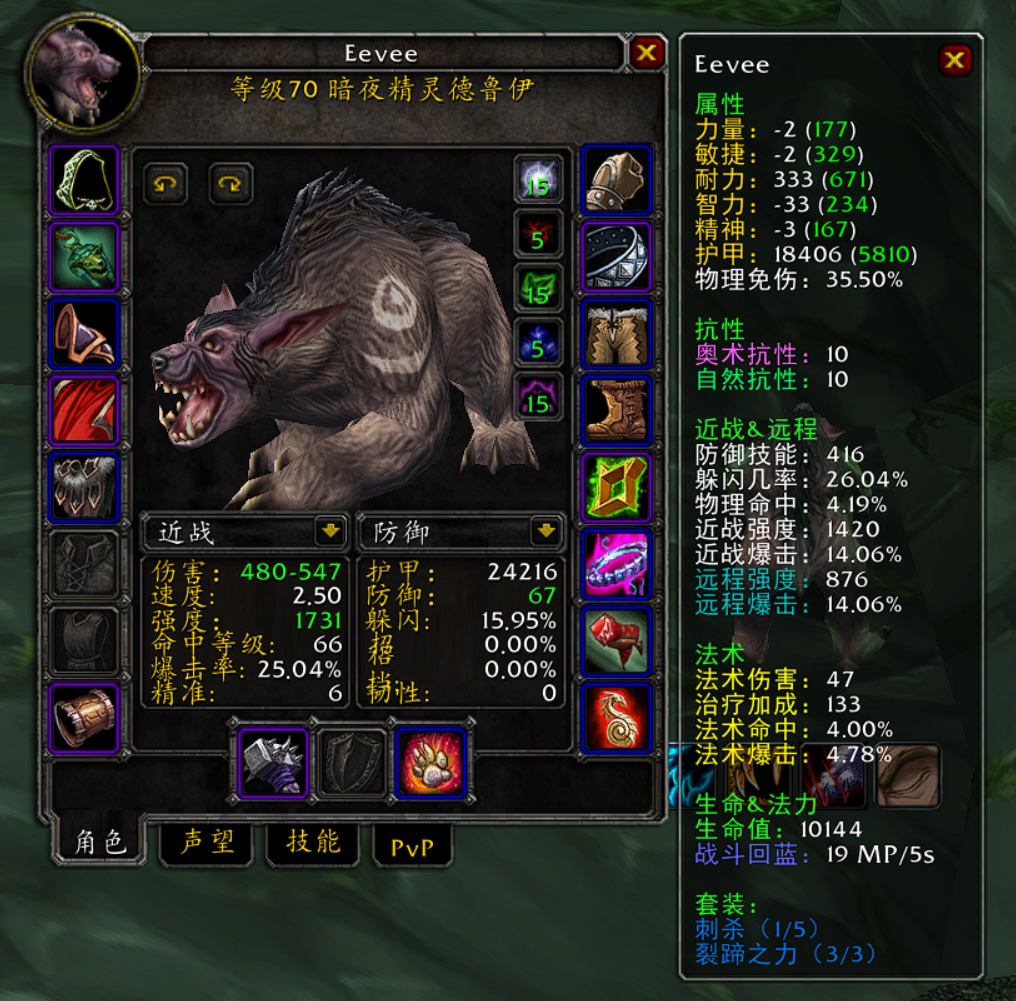 Eevee
等级70 暗夜精灵德鲁伊
15
5
15
5
15
近战
伤害: 480-547
速度: 2.50
强度: 1731
命中等级: 66
爆击率: 25.04%
精准: 6
防御
护甲: 24216
防御: 67
躲闪: 15.95%
招 0.00%
0.00%
韧性: 0
角色
声望
技能
PvP
Eevee
属性
力量: -2 (177)
敏捷: -2 (329)
耐力: 333 (671)
智力: -33 (234)
精神: -3 (167)
护甲: 18406 (5810)
物理免伤: 35.50%
抗性
奥术抗性: 10
自然抗性: 10
近战&远程
防御技能: 416
躲闪几率: 26.04%
物理命中: 4.19%
近战强度: 1420
近战爆击: 14.06%
远程强度: 876
远程爆击: 14.06%
法术
法术伤害: 47
治疗加成: 133
法术命中: 4.00%
法术爆击: 4.78%
生命&法力
生命值: 10144
战斗回蓝: 19 MP/5s
套装:
刺杀（1/5）
裂蹄之力（3/3）